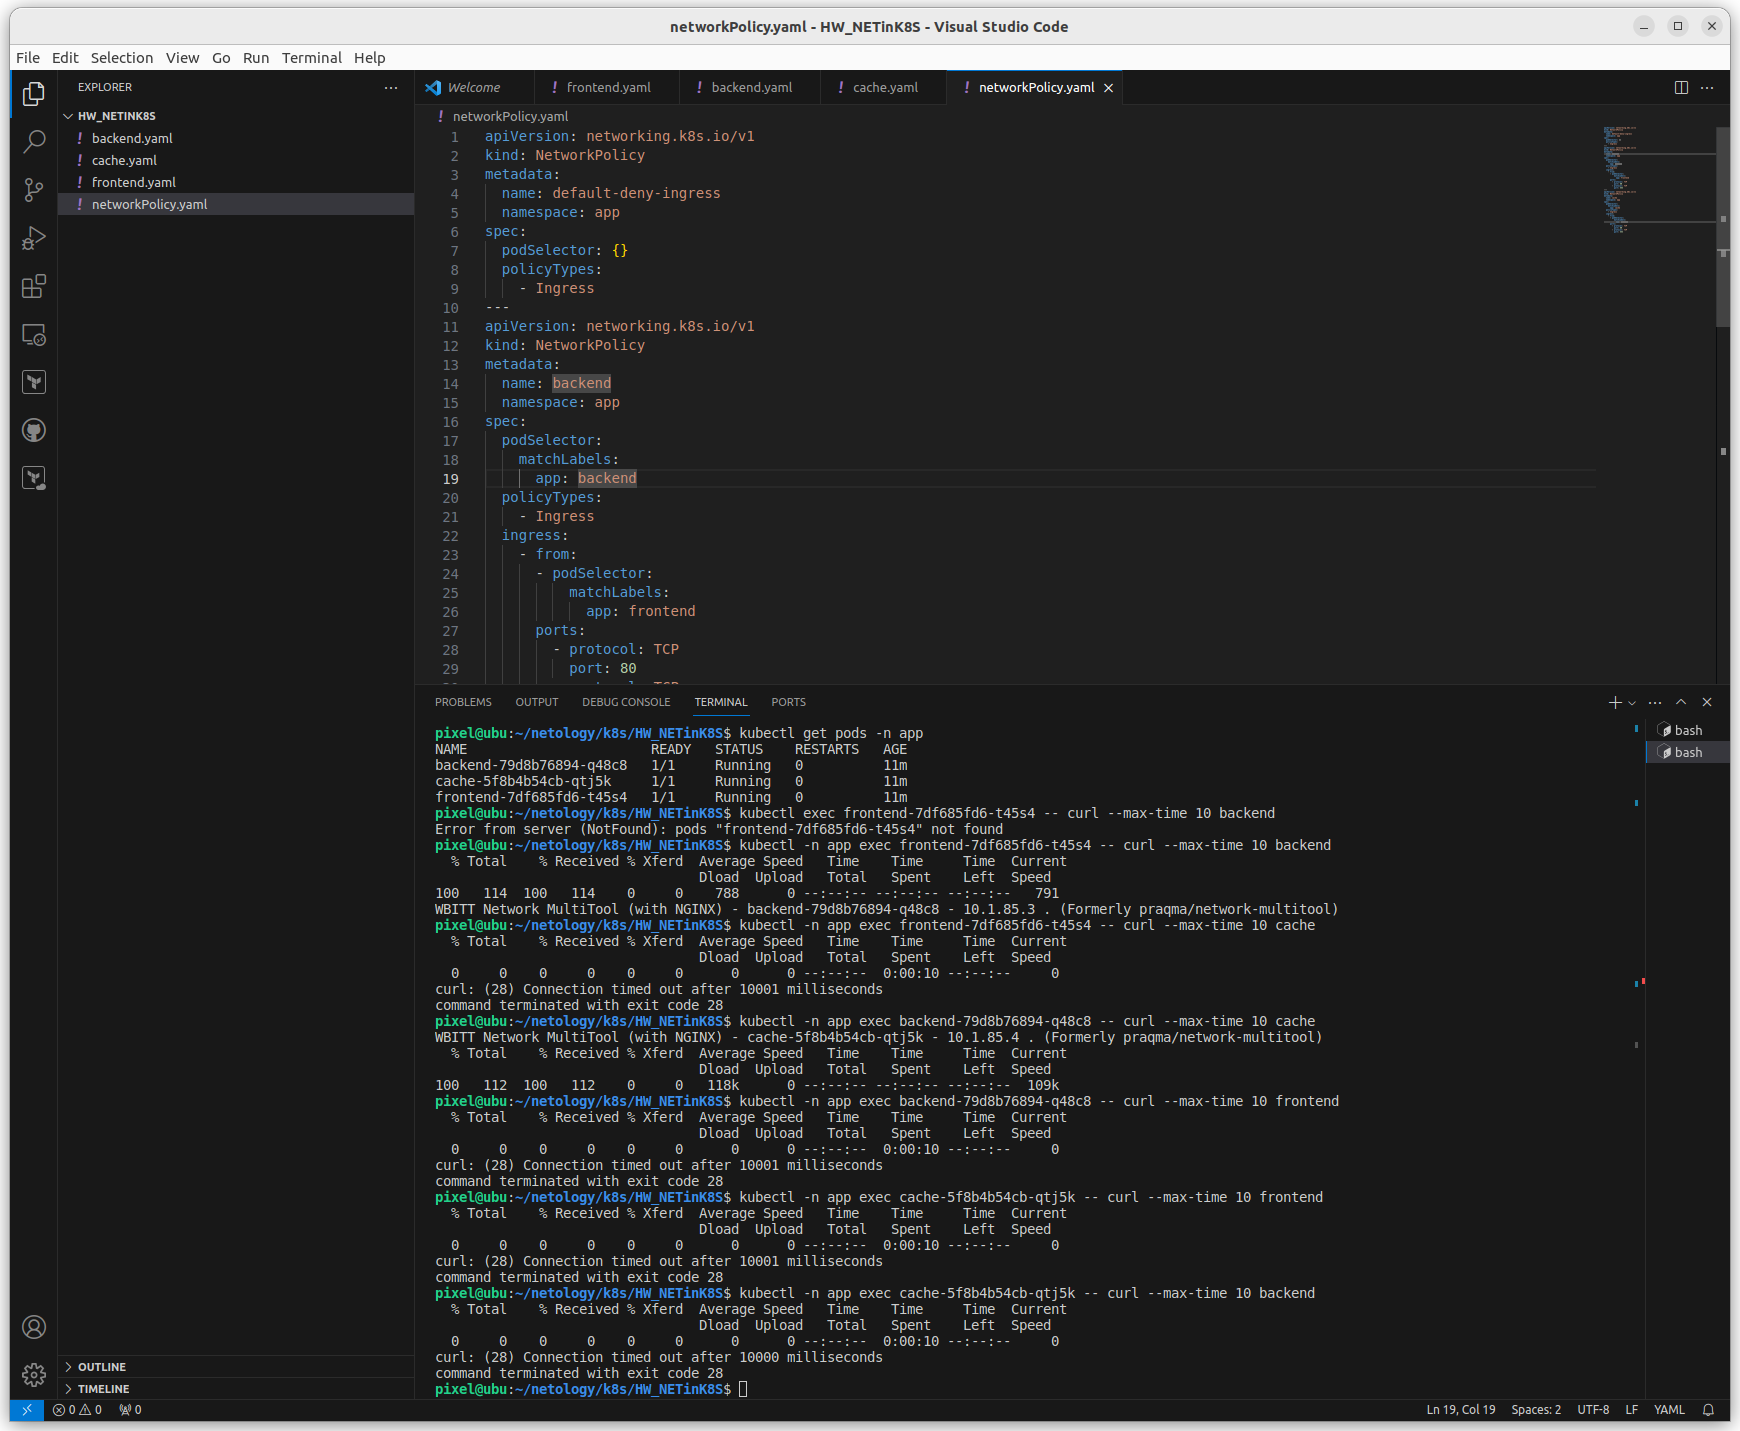 networkPolicy.yaml - HW_NETinK8S - Visual Studio Code
File Edit Selection View Go Run Terminal Help
EXPLORER
HW_NETINK8S
! backend.yaml
! cache.yaml
! frontend.yaml
! networkPolicy.yaml
OUTLINE
TIMELINE
Welcome ! frontend.yaml ! backend.yaml ! cache.yaml ! networkPolicy.yaml
! networkPolicy.yaml
1 apiVersion: networking.k8s.io/v1
2 kind: NetworkPolicy
3 metadata:
4   name: default-deny-ingress
5   namespace: app
6 spec:
7   podSelector: {}
8   policyTypes:
9     - Ingress
10 ---
11 apiVersion: networking.k8s.io/v1
12 kind: NetworkPolicy
13 metadata:
14   name: backend
15   namespace: app
16 spec:
17   podSelector:
18     matchLabels:
19       app: backend
20   policyTypes:
21     - Ingress
22   ingress:
23     - from:
24       - podSelector:
25           matchLabels:
26             app: frontend
27       ports:
28         - protocol: TCP
29           port: 80
PROBLEMS OUTPUT DEBUG CONSOLE TERMINAL PORTS
bash
bash
pixel@ubu:~/netology/k8s/HW_NETinK8S$ kubectl get pods -n app
NAME                       READY   STATUS    RESTARTS   AGE
backend-79d8b76894-q48c8   1/1     Running   0          11m
cache-5f8b4b54cb-qtj5k     1/1     Running   0          11m
frontend-7df685fd6-t45s4   1/1     Running   0          11m
pixel@ubu:~/netology/k8s/HW_NETinK8S$ kubectl exec frontend-7df685fd6-t45s4 -- curl --max-time 10 backend
Error from server (NotFound): pods "frontend-7df685fd6-t45s4" not found
pixel@ubu:~/netology/k8s/HW_NETinK8S$ kubectl -n app exec frontend-7df685fd6-t45s4 -- curl --max-time 10 backend
  % Total    % Received % Xferd  Average Speed   Time    Time     Time  Current
                                 Dload  Upload   Total   Spent    Left  Speed
100   114  100   114    0     0    788      0 --:--:-- --:--:-- --:--:--   791
WBITT Network MultiTool (with NGINX) - backend-79d8b76894-q48c8 - 10.1.85.3 . (Formerly praqma/network-multitool)
pixel@ubu:~/netology/k8s/HW_NETinK8S$ kubectl -n app exec frontend-7df685fd6-t45s4 -- curl --max-time 10 cache
  % Total    % Received % Xferd  Average Speed   Time    Time     Time  Current
                                 Dload  Upload   Total   Spent    Left  Speed
  0     0    0     0    0     0      0      0 --:--:--  0:00:10 --:--:--     0
curl: (28) Connection timed out after 10001 milliseconds
command terminated with exit code 28
pixel@ubu:~/netology/k8s/HW_NETinK8S$ kubectl -n app exec backend-79d8b76894-q48c8 -- curl --max-time 10 cache
WBITT Network MultiTool (with NGINX) - cache-5f8b4b54cb-qtj5k - 10.1.85.4 . (Formerly praqma/network-multitool)
  % Total    % Received % Xferd  Average Speed   Time    Time     Time  Current
                                 Dload  Upload   Total   Spent    Left  Speed
100   112  100   112    0     0   118k      0 --:--:-- --:--:-- --:--:--  109k
pixel@ubu:~/netology/k8s/HW_NETinK8S$ kubectl -n app exec backend-79d8b76894-q48c8 -- curl --max-time 10 frontend
  % Total    % Received % Xferd  Average Speed   Time    Time     Time  Current
                                 Dload  Upload   Total   Spent    Left  Speed
  0     0    0     0    0     0      0      0 --:--:--  0:00:10 --:--:--     0
curl: (28) Connection timed out after 10001 milliseconds
command terminated with exit code 28
pixel@ubu:~/netology/k8s/HW_NETinK8S$ kubectl -n app exec cache-5f8b4b54cb-qtj5k -- curl --max-time 10 frontend
  % Total    % Received % Xferd  Average Speed   Time    Time     Time  Current
                                 Dload  Upload   Total   Spent    Left  Speed
  0     0    0     0    0     0      0      0 --:--:--  0:00:10 --:--:--     0
curl: (28) Connection timed out after 10001 milliseconds
command terminated with exit code 28
pixel@ubu:~/netology/k8s/HW_NETinK8S$ kubectl -n app exec cache-5f8b4b54cb-qtj5k -- curl --max-time 10 backend
  % Total    % Received % Xferd  Average Speed   Time    Time     Time  Current
                                 Dload  Upload   Total   Spent    Left  Speed
  0     0    0     0    0     0      0      0 --:--:--  0:00:10 --:--:--     0
curl: (28) Connection timed out after 10000 milliseconds
command terminated with exit code 28
pixel@ubu:~/netology/k8s/HW_NETinK8S$
0 0 0 Ln 19, Col 19 Spaces: 2 UTF-8 LF YAML